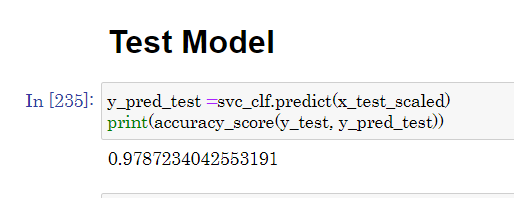 Test Model
In [235]: y_pred_test =svc_clf.predict(x_test_scaled)
print(accuracy_score(y_test, y_pred_test))
0.9787234042553191